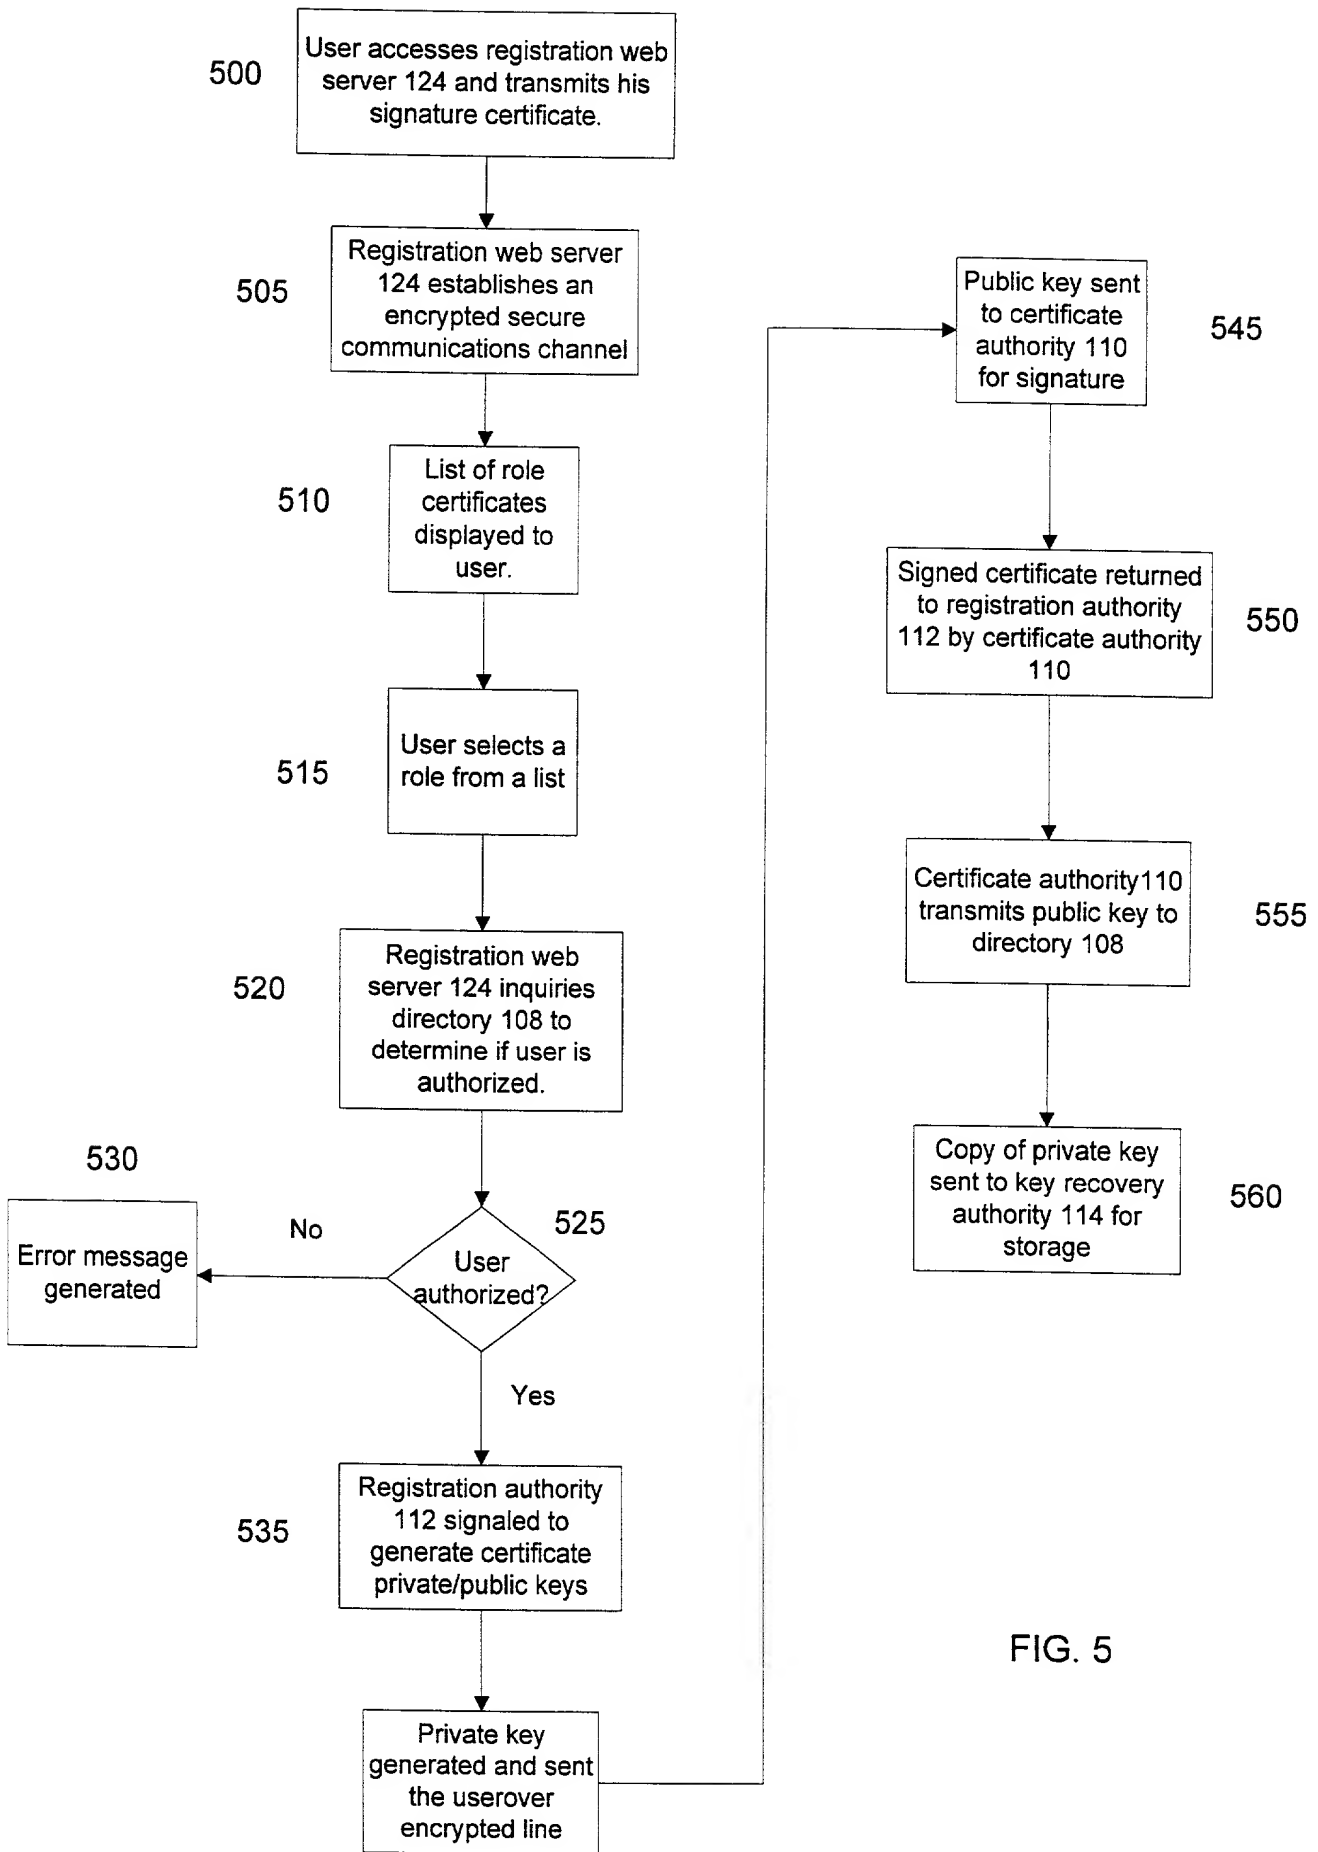 500
User accesses registration web
server 124 and transmits his
signature certificate.
505
Registration web server
124 establishes an
encrypted secure
communications channel
510
List of role
certificates
displayed to
user.
515
User selects a
role from a list
520
Registration web
server 124 inquiries
directory 108 to
determine if user is
authorized.
525
User
authorized?
No
530
Error message
generated
Yes
535
Registration authority
112 signaled to
generate certificate
private/public keys
Private key
generated and sent
the userover
encrypted line
Public key sent
to certificate
authority 110
for signature
545
Signed certificate returned
to registration authority
112 by certificate authority
110
550
Certificate authority110
transmits public key to
directory 108
555
Copy of private key
sent to key recovery
authority 114 for
storage
560
FIG. 5